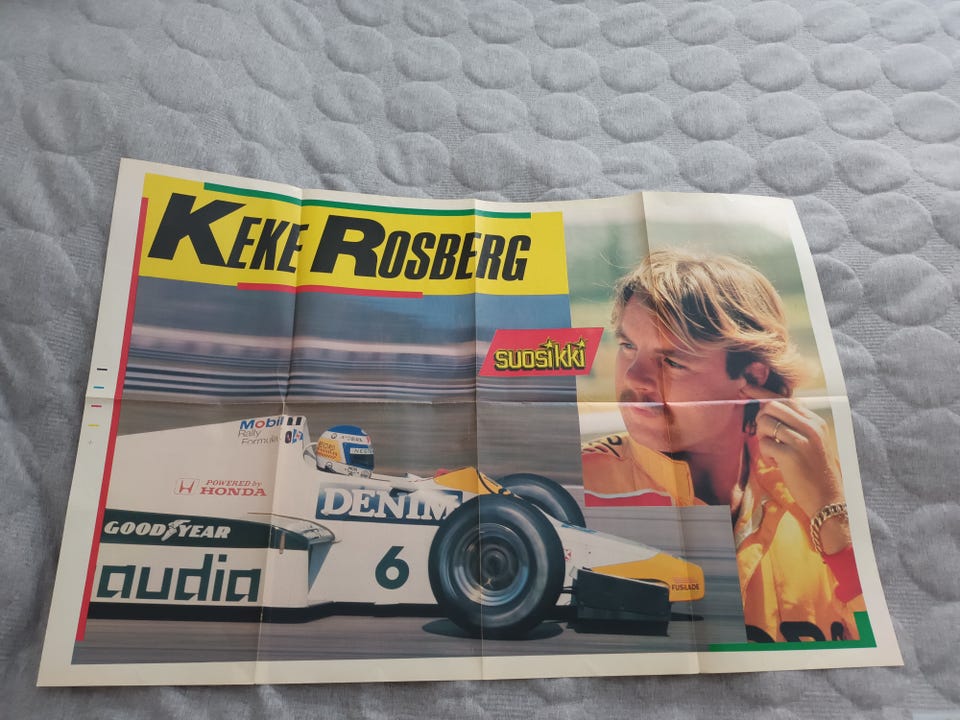 KEKE ROSBERG
suosikki
Mobil
Rally
Formula
POWERED by
HONDA
DENIM
GOODYEAR
6
audia
FUSILADE